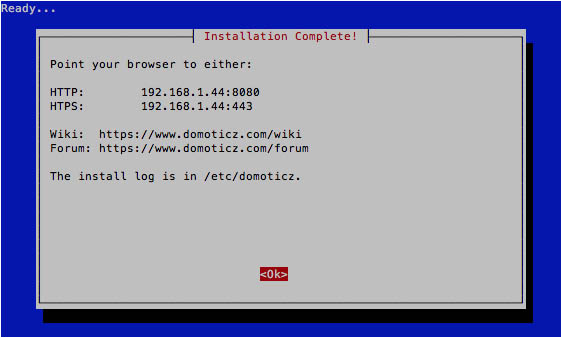 Ready...
Installation Complete!
Point your browser to either:
HTTP: 192.168.1.44:8080
HTPS: 192.168.1.44:443
Wiki: https://www.domoticz.com/wiki
Forum: https://www.domoticz.com/forum
The install log is in /etc/domoticz.
<Ok>